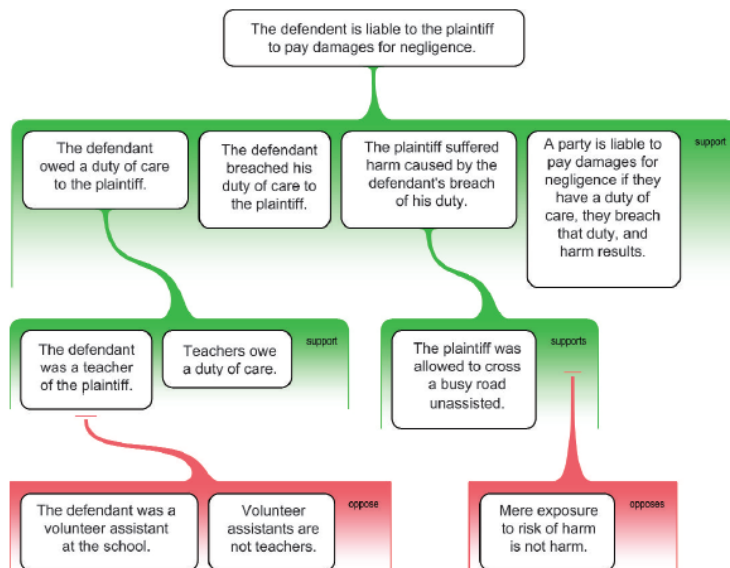 The defendent is liable to the plaintiff
to pay damages for negligence.
The defendant
owed a duty of care
to the plaintiff.
The defendant
breached his
duty of care to
the plaintiff.
The plaintiff suffered
harm caused by the
defendant's breach
of his duty.
A party is liable to
pay damages for
negligence if they
have a duty of
care, they breach
that duty, and
harm results.
support
The defendant
was a teacher
of the plaintiff.
Teachers owe
a duty of care.
support
The plaintiff was
allowed to cross
a busy road
unassisted.
supports
The defendant was a
volunteer assistant
at the school.
Volunteer
assistants are
not teachers.
oppose
Mere exposure
to risk of harm
is not harm.
opposes